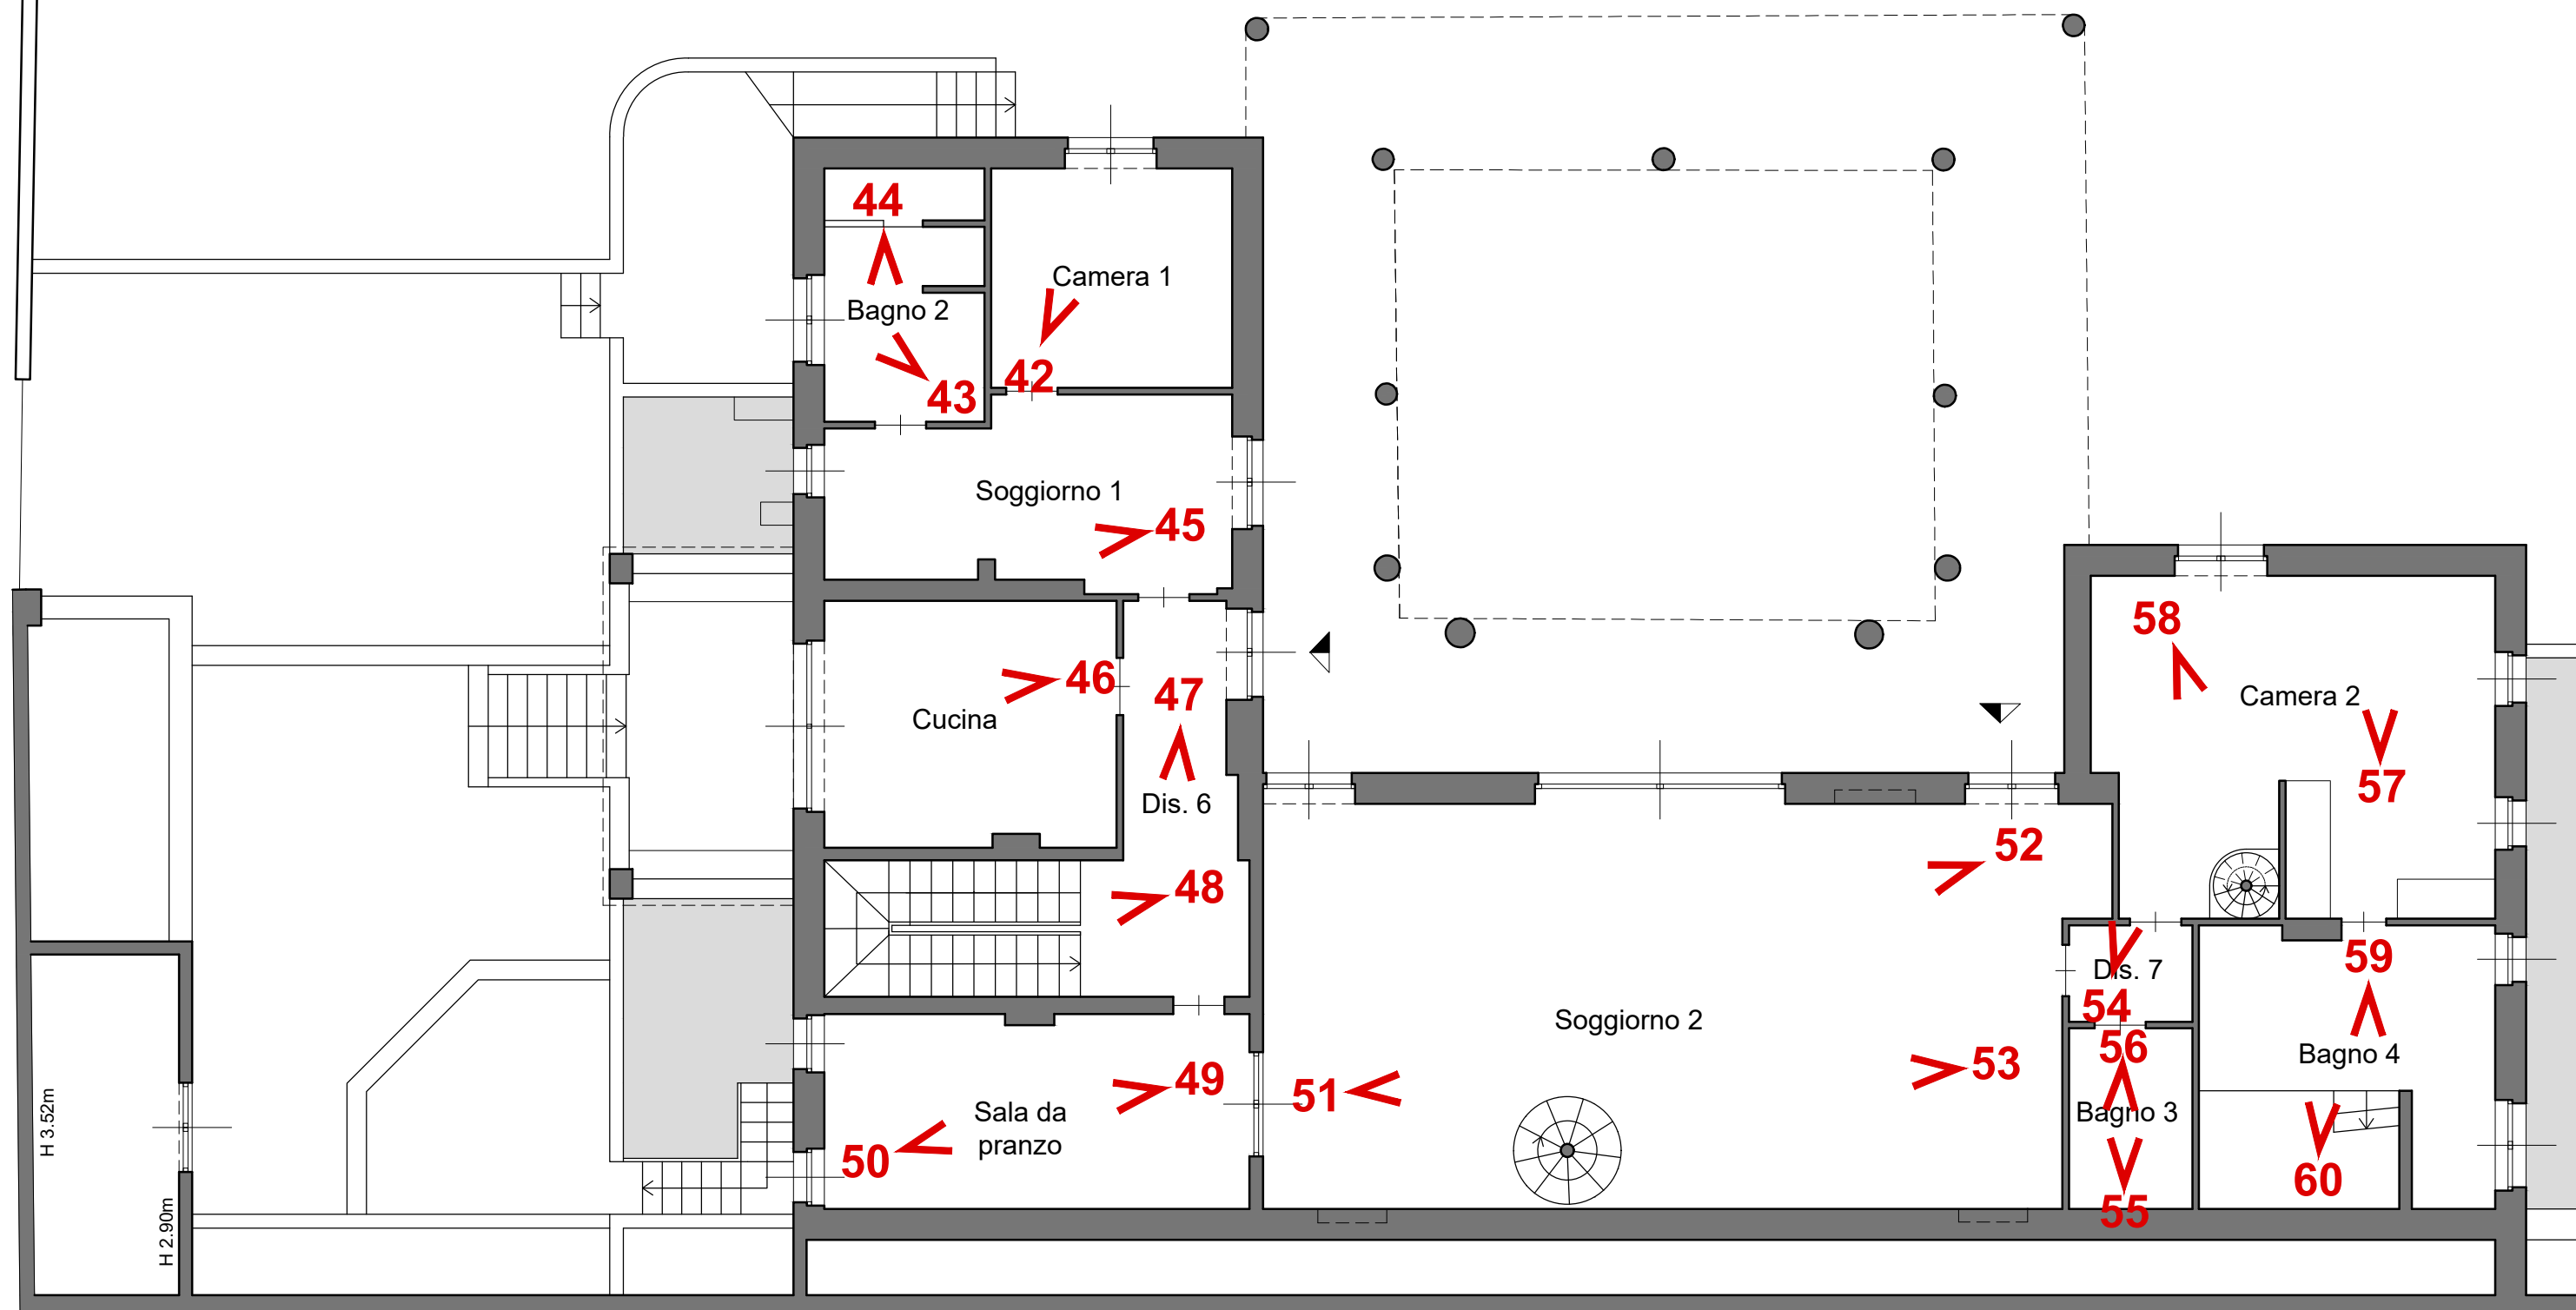 44
Camera 1
Bagno 2
42
43
Soggiorno 1
45
58
46
47
Camera 2
Cucina
57
Dis. 6
52
48
59
Dis. 7
54
Soggiorno 2
56
Bagno 4
53
49
51
Sala da
pranzo
Bagno 3
H 3.52m
50
60
55
H 2.90m